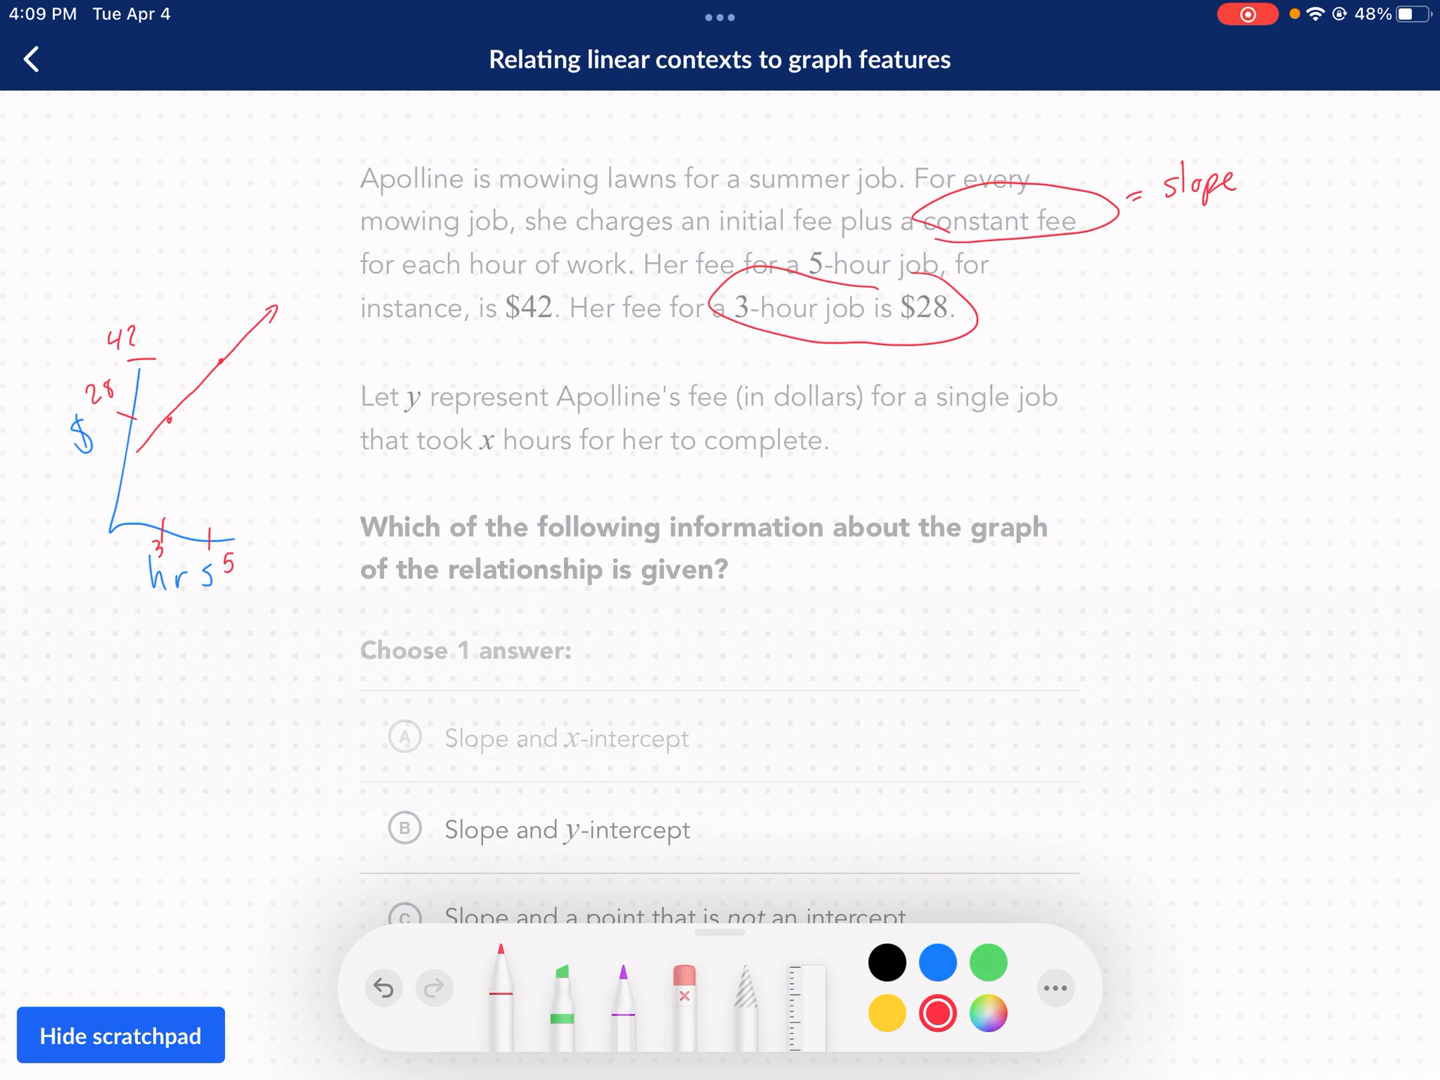 4:09 PM Tue Apr 4
48%
Relating linear contexts to graph features
Apolline is mowing lawns for a summer job. For every
mowing job, she charges an initial fee plus a constant fee
for each hour of work. Her fee for a 5-hour job, for
instance, is $42. Her fee for a 3-hour job is $28.
= slope
42
28
$
3
5
hrs
Let y represent Apolline's fee (in dollars) for a single job
that took x hours for her to complete.
Which of the following information about the graph
of the relationship is given?
Choose 1 answer:
A Slope and x-intercept
B Slope and y-intercept
C Slope and a point that is not an intercept
Hide scratchpad